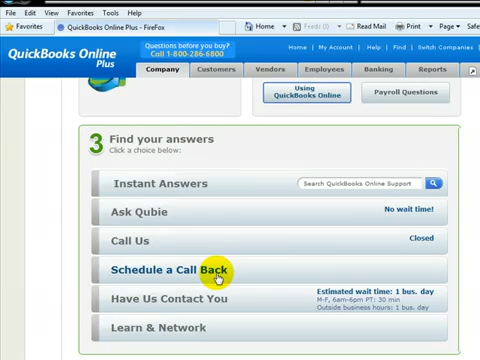 File Edit View Favorites Tools Help
Favorites QuickBooks Online Plus - FireFox Home Feeds (J) Read Mail Print Page Safe
QuickBooks Online
Plus
Questions before you buy?
Call 1-800-286-6800
Home | My Account | Help | Find | Switch Companies
Company Customers Vendors Employees Banking Reports
Using
QuickBooks Online
Payroll Questions
3 Find your answers
Click a choice below:
Instant Answers
Search QuickBooks Online Support
Ask Qubie
No wait time!
Call Us
Closed
Schedule a Call Back
Have Us Contact You
Estimated wait time: 1 bus. day
M-F, 6am-6pm PT: 30 min
Outside business hours: 1 bus. day
Learn & Network